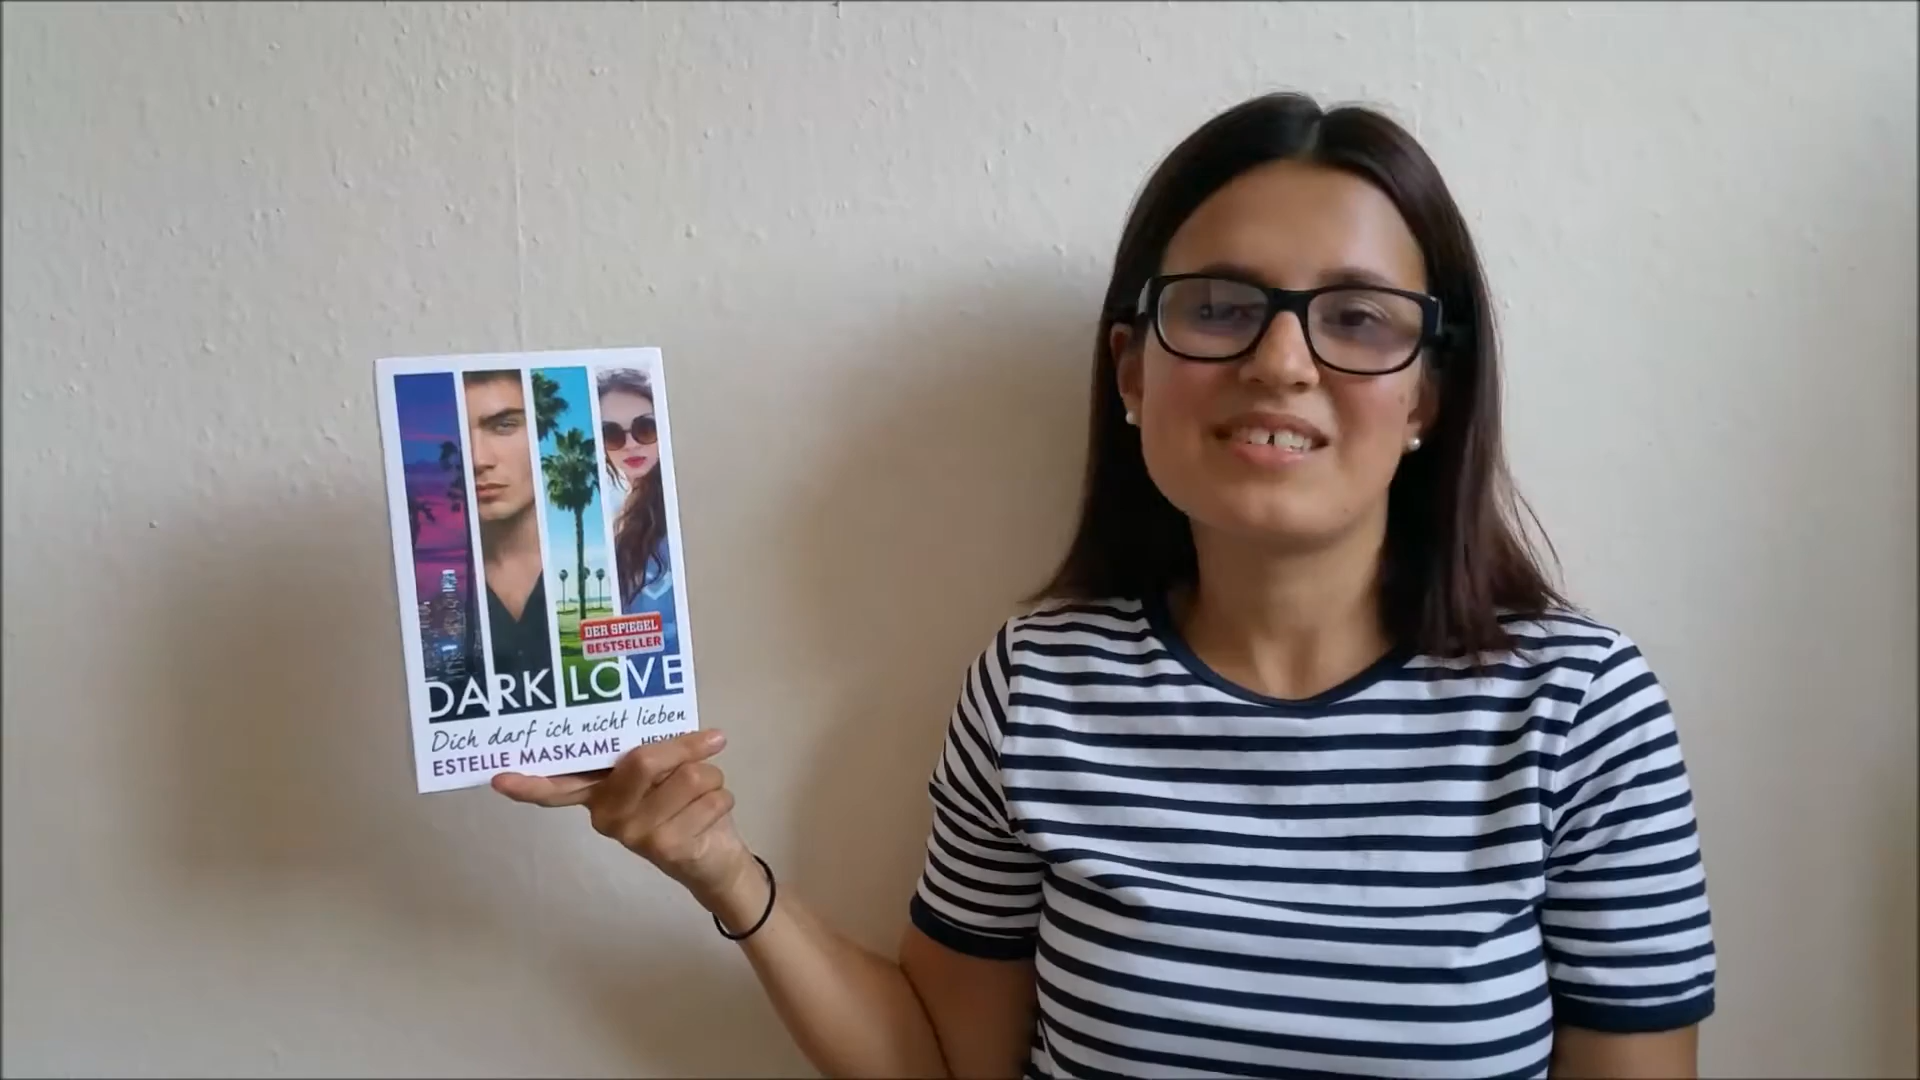 DER SPIEGEL
BESTSELLER
DARK LOVE
Dich darf ich nicht lieben
ESTELLE MASKAME